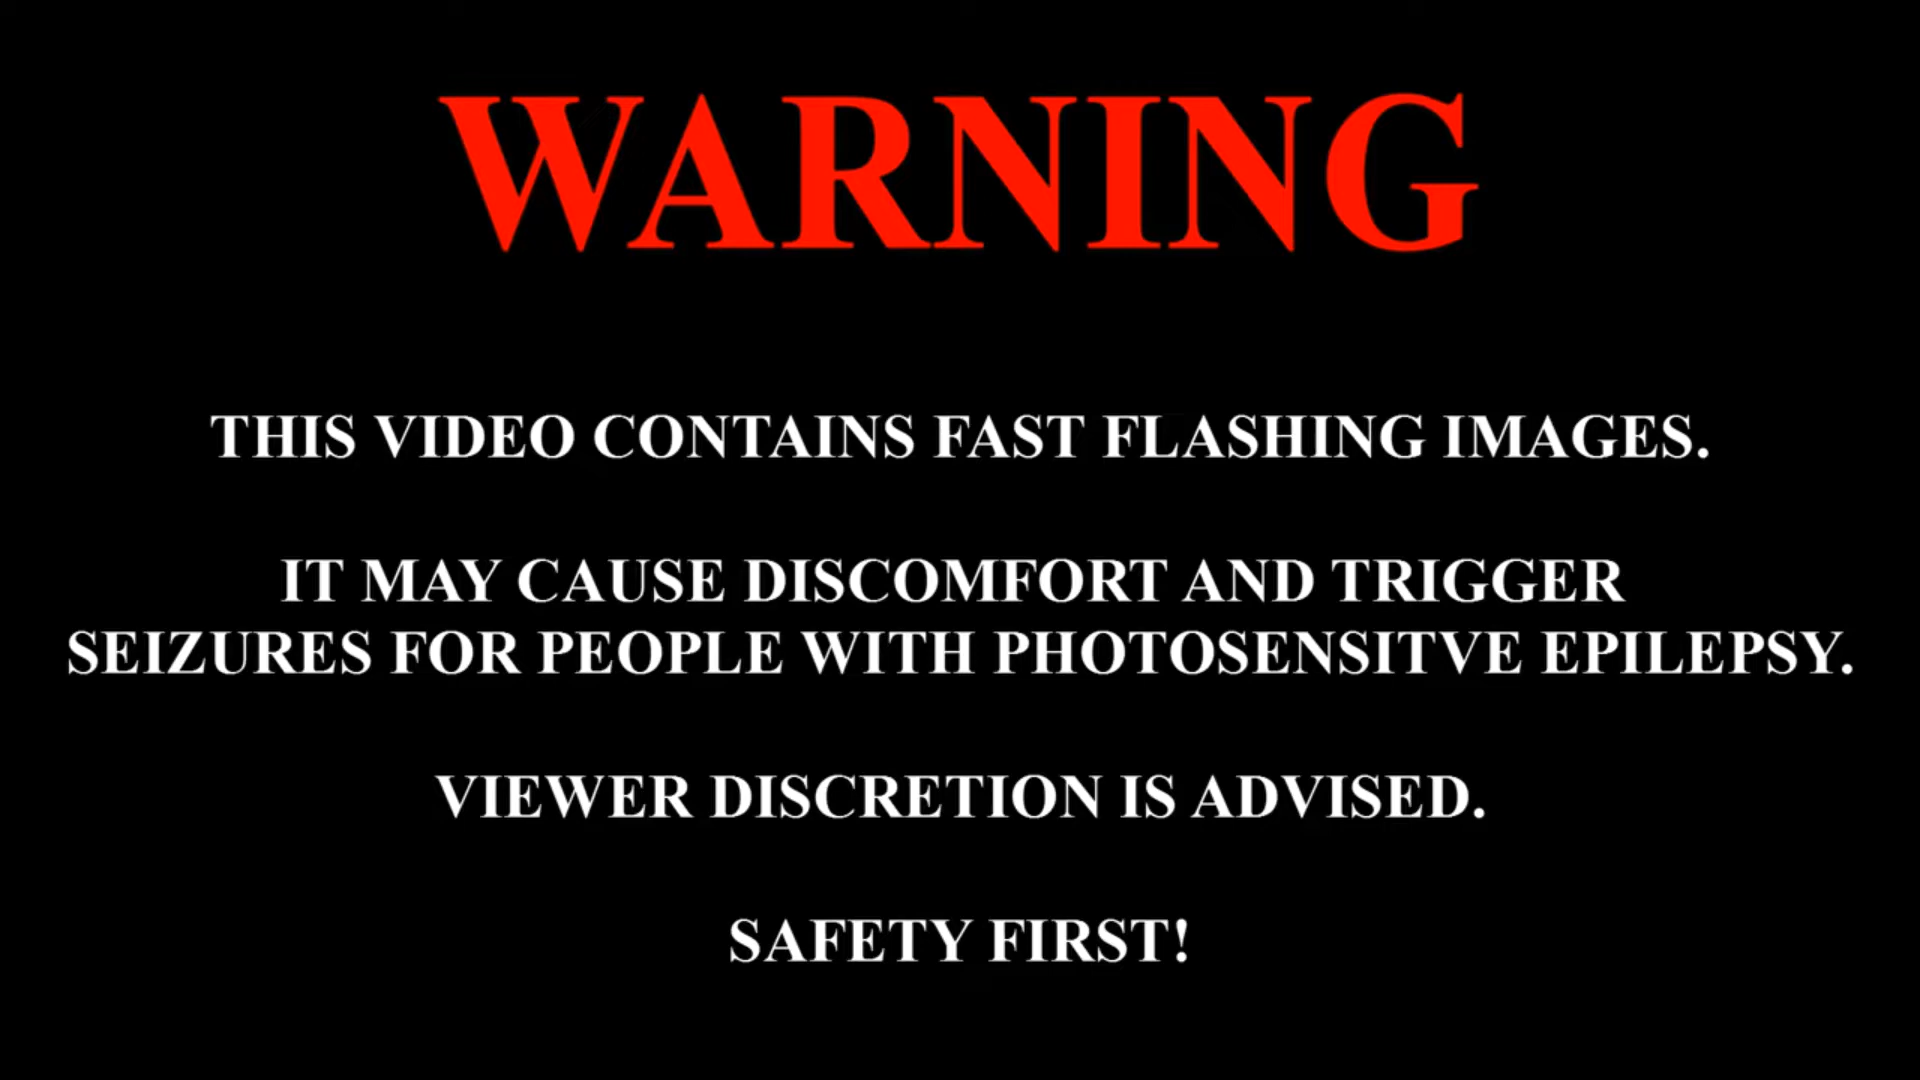 WARNING
THIS VIDEO CONTAINS FAST FLASHING IMAGES.
IT MAY CAUSE DISCOMFORT AND TRIGGER
SEIZURES FOR PEOPLE WITH PHOTOSENSITVE EPILEPSY.
VIEWER DISCRETION IS ADVISED.
SAFETY FIRST!